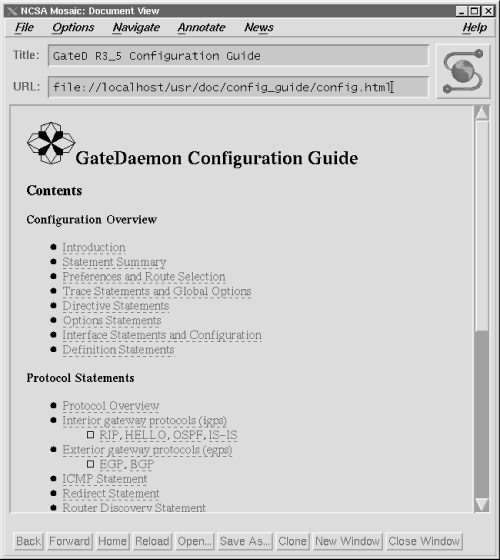 NCSA Mosaic: Document View
File Options Navigate Annotate News Help
Title: GateD R3_5 Configuration Guide
URL: file://localhost/usr/doc/config_guide/config.html
GateDaemon Configuration Guide
Contents
Configuration Overview
Introduction
Statement Summary
Preferences and Route Selection
Trace Statements and Global Options
Directive Statements
Options Statements
Interface Statements and Configuration
Definition Statements
Protocol Statements
Protocol Overview
Interior gateway protocols (igps)
RIP, HELLO, OSPF, IS-IS
Exterior gateway protocols (egps)
EGP, BGP
ICMP Statement
Redirect Statement
Router Discovery Statement
Back Forward Home Reload Open... Save As... Clone New Window Close Window